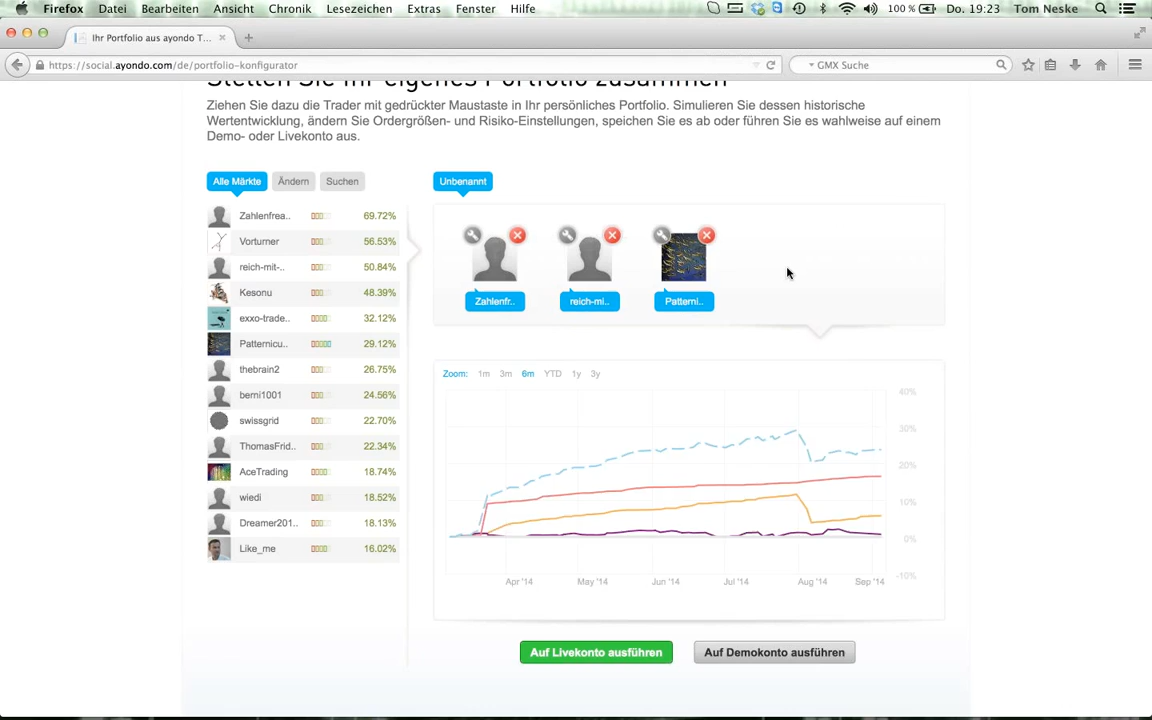 Firefox Datei Bearbeiten Ansicht Chronik Lesezeichen Extras Fenster Hilfe 100 % Do. 19:23 Tom Neske
Ihr Portfolio aus ayondo T...
https://social.ayondo.com/de/portfolio-konfigurator
GMX Suche
Stellen Sie Ihr eigenes Portfolio zusammen
Ziehen Sie dazu die Trader mit gedrückter Maustaste in Ihr persönliches Portfolio. Simulieren Sie dessen historische
Wertentwicklung, ändern Sie Ordergrößen- und Risiko-Einstellungen, speichen Sie es ab oder führen Sie es wahlweise auf einem
Demo- oder Livekonto aus.
Alle Märkte Ändern Suchen
Zahlenfrea.. 69.72%
Vorturner 56.53%
reich-mit-.. 50.84%
Kesonu 48.39%
exxo-trade.. 32.12%
Patternicu.. 29.12%
thebrain2 26.75%
berni1001 24.56%
swissgrid 22.70%
ThomasFrid.. 22.34%
AceTrading 18.74%
wiedi 18.52%
Dreamer201.. 18.13%
Like_me 16.02%
Unbenannt
Zahlenfr.. reich-mi.. Patterni..
Zoom: 1m 3m 6m YTD 1y 3y
40%
30%
20%
10%
0%
-10%
Apr '14 May '14 Jun '14 Jul '14 Aug '14 Sep '14
Auf Livekonto ausführen Auf Demokonto ausführen